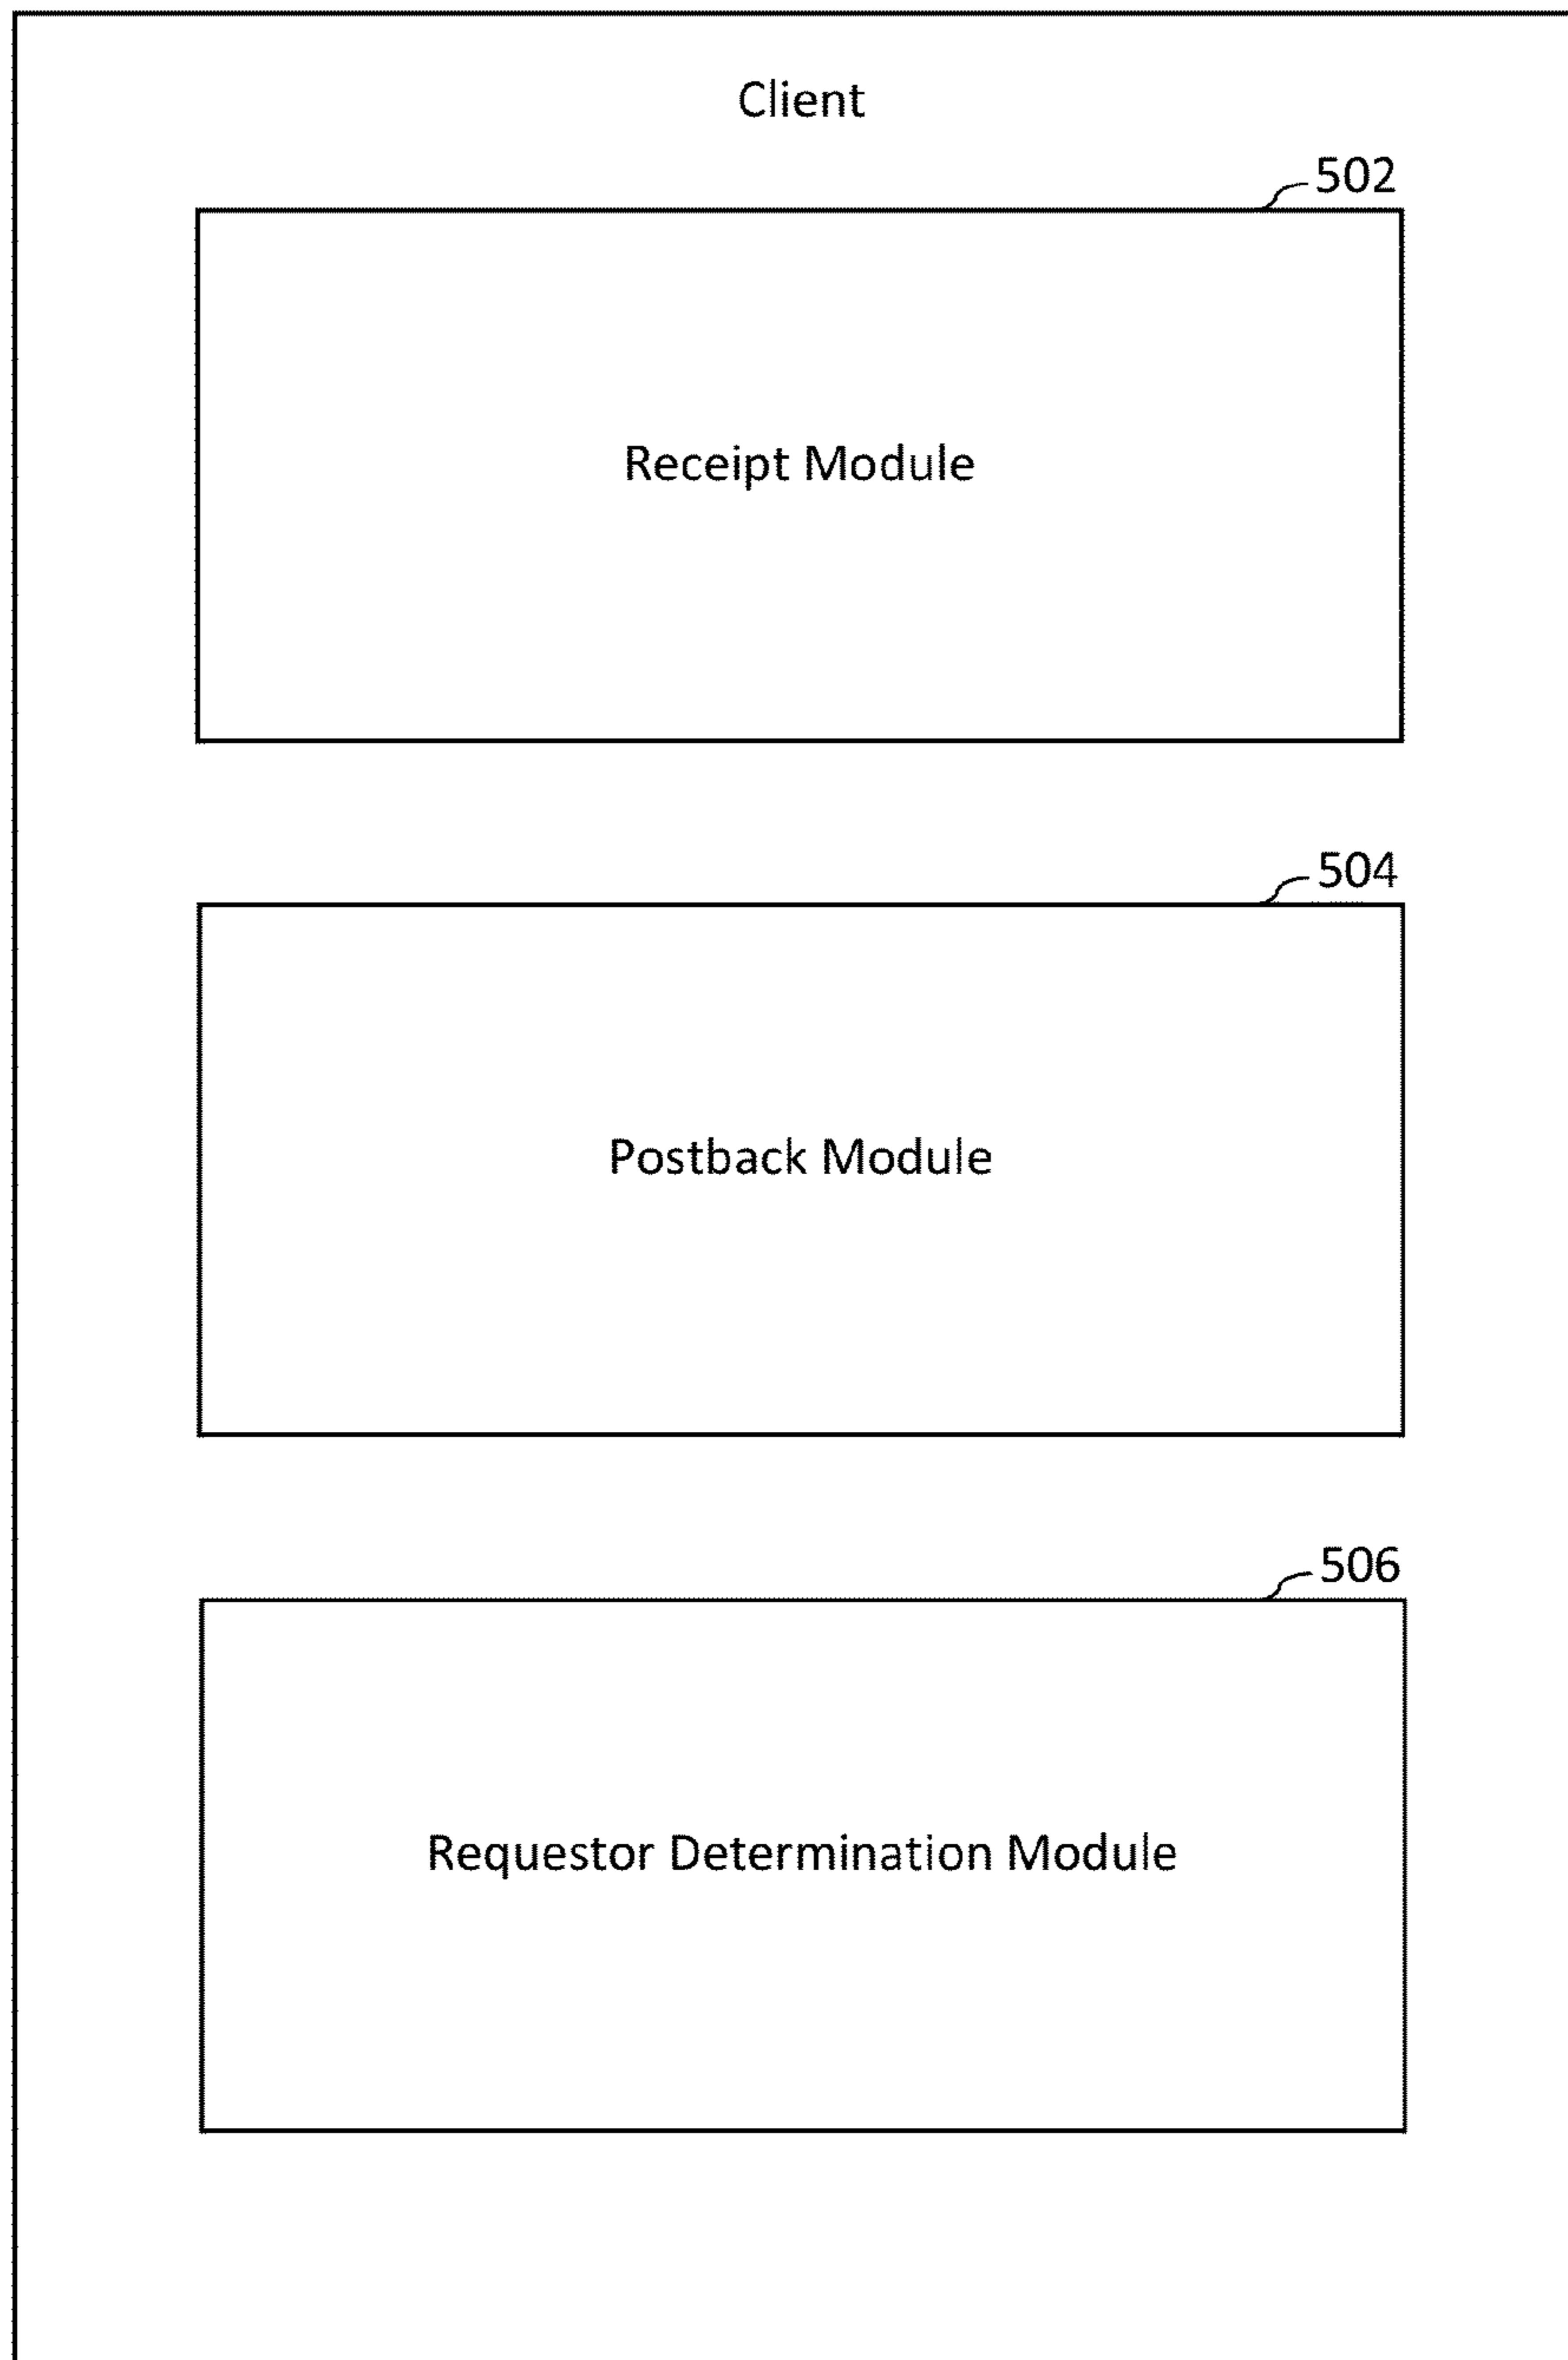 Client
502
Receipt Module
504
Postback Module
506
Requestor Determination Module